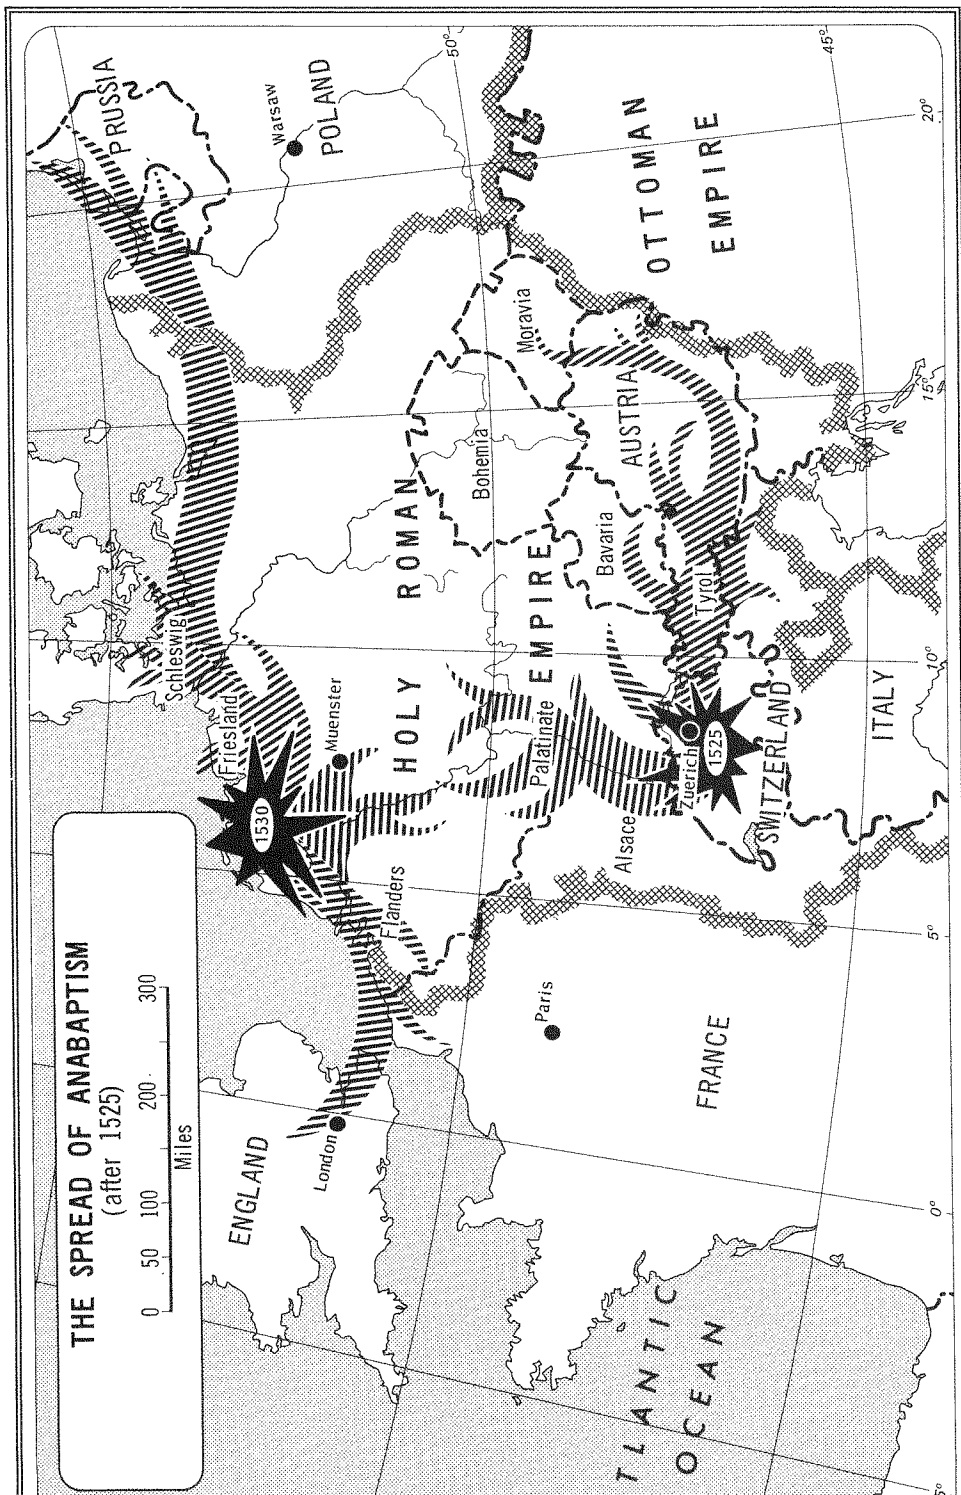 THE SPREAD OF ANABAPTISM
(after 1525)
0 50 100 200 300
Miles
ENGLAND
London
Friesland
Schleswig
PRUSSIA
Warsaw
POLAND
1530
Muenster
Flanders
HOLY ROMAN
EMPIRE
Bohemia
Moravia
Paris
Palatinate
Bavaria
AUSTRIA
OTTOMAN
EMPIRE
FRANCE
Alsace
Zuerich
1525
Tyrol
SWITZERLAND
ITALY
TLANTIC
OCEAN
50°
45°
5°
0°
5°
10°
15°
20°